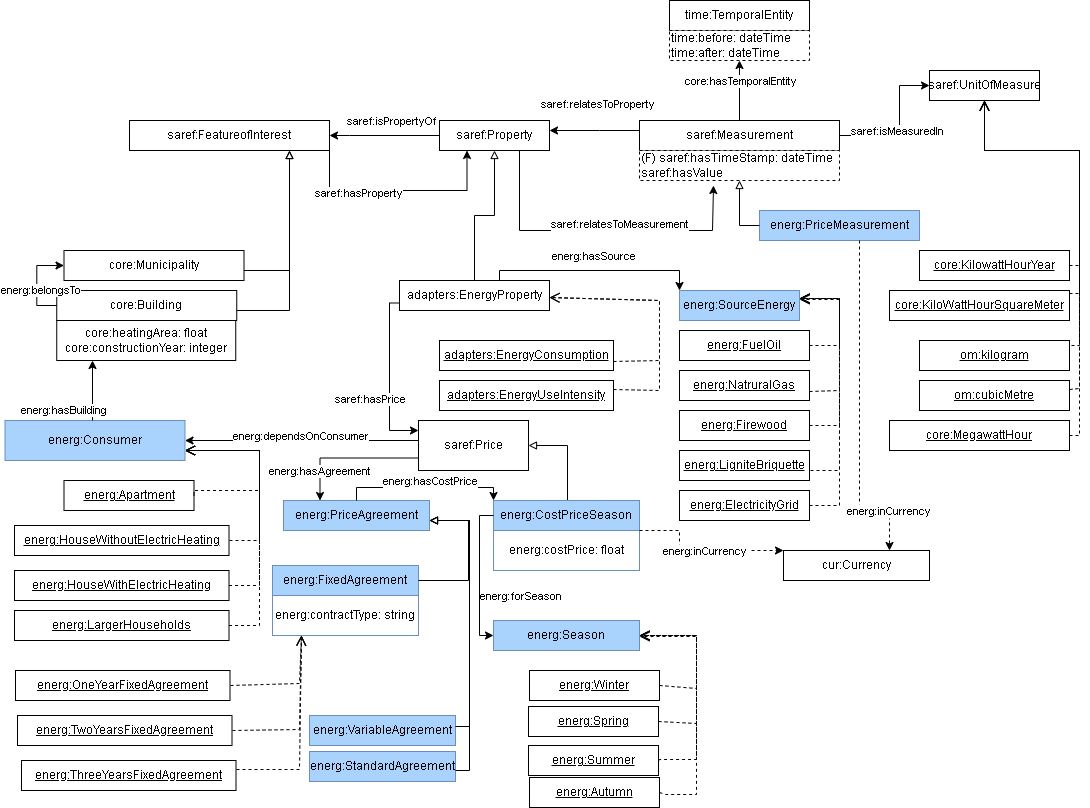 time:TemporalEntity
time:before: dateTime
time:after: dateTime
core:hasTemporalEntity
saref:UnitOfMeasure
saref:relatesToProperty
saref:isPropertyOf
saref:FeatureofInterest
saref:Property
saref:Measurement
saref:isMeasuredIn
(F) saref:hasTimeStamp: dateTime
saref:hasValue
saref:hasProperty
saref:relatesToMeasurement
energ:PriceMeasurement
energ:hasSource
core:Municipality
core:KilowattHourYear
energ:belongsTo
adapters:EnergyProperty
core:Building
energ:SourceEnergy
core:KiloWattHourSquareMeter
core:heatingArea: float
core:constructionYear: integer
energ:FuelOil
adapters:EnergyConsumption
om:kilogram
energ:NatruralGas
adapters:EnergyUseIntensity
om:cubicMetre
saref:hasPrice
energ:hasBuilding
energ:Firewood
energ:Consumer
energ:dependsOnConsumer
saref:Price
core:MegawattHour
energ:LigniteBriquette
energ:hasAgreement
energ:hasCostPrice
energ:Apartment
energ:ElectricityGrid
energ:PriceAgreement
energ:CostPriceSeason
energ:inCurrency
energ:HouseWithoutElectricHeating
energ:costPrice: float
energ:inCurrency
cur:Currency
energ:HouseWithElectricHeating
energ:FixedAgreement
energ:forSeason
energ:contractType: string
energ:LargerHouseholds
energ:Season
energ:OneYearFixedAgreement
energ:Winter
energ:TwoYearsFixedAgreement
energ:VariableAgreement
energ:Spring
energ:ThreeYearsFixedAgreement
energ:StandardAgreement
energ:Summer
energ:Autumn